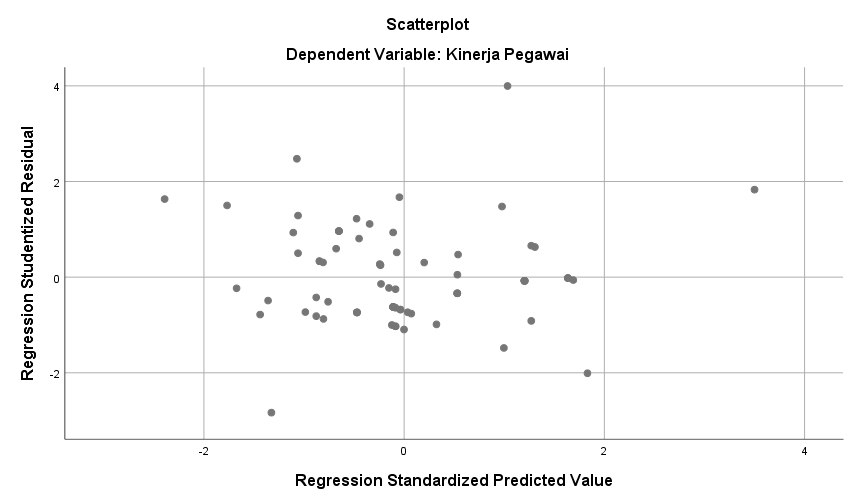 Scatterplot
Dependent Variable: Kinerja Pegawai
Regression Studentized Residual
4
2
0
-2
-2
0
2
4
Regression Standardized Predicted Value